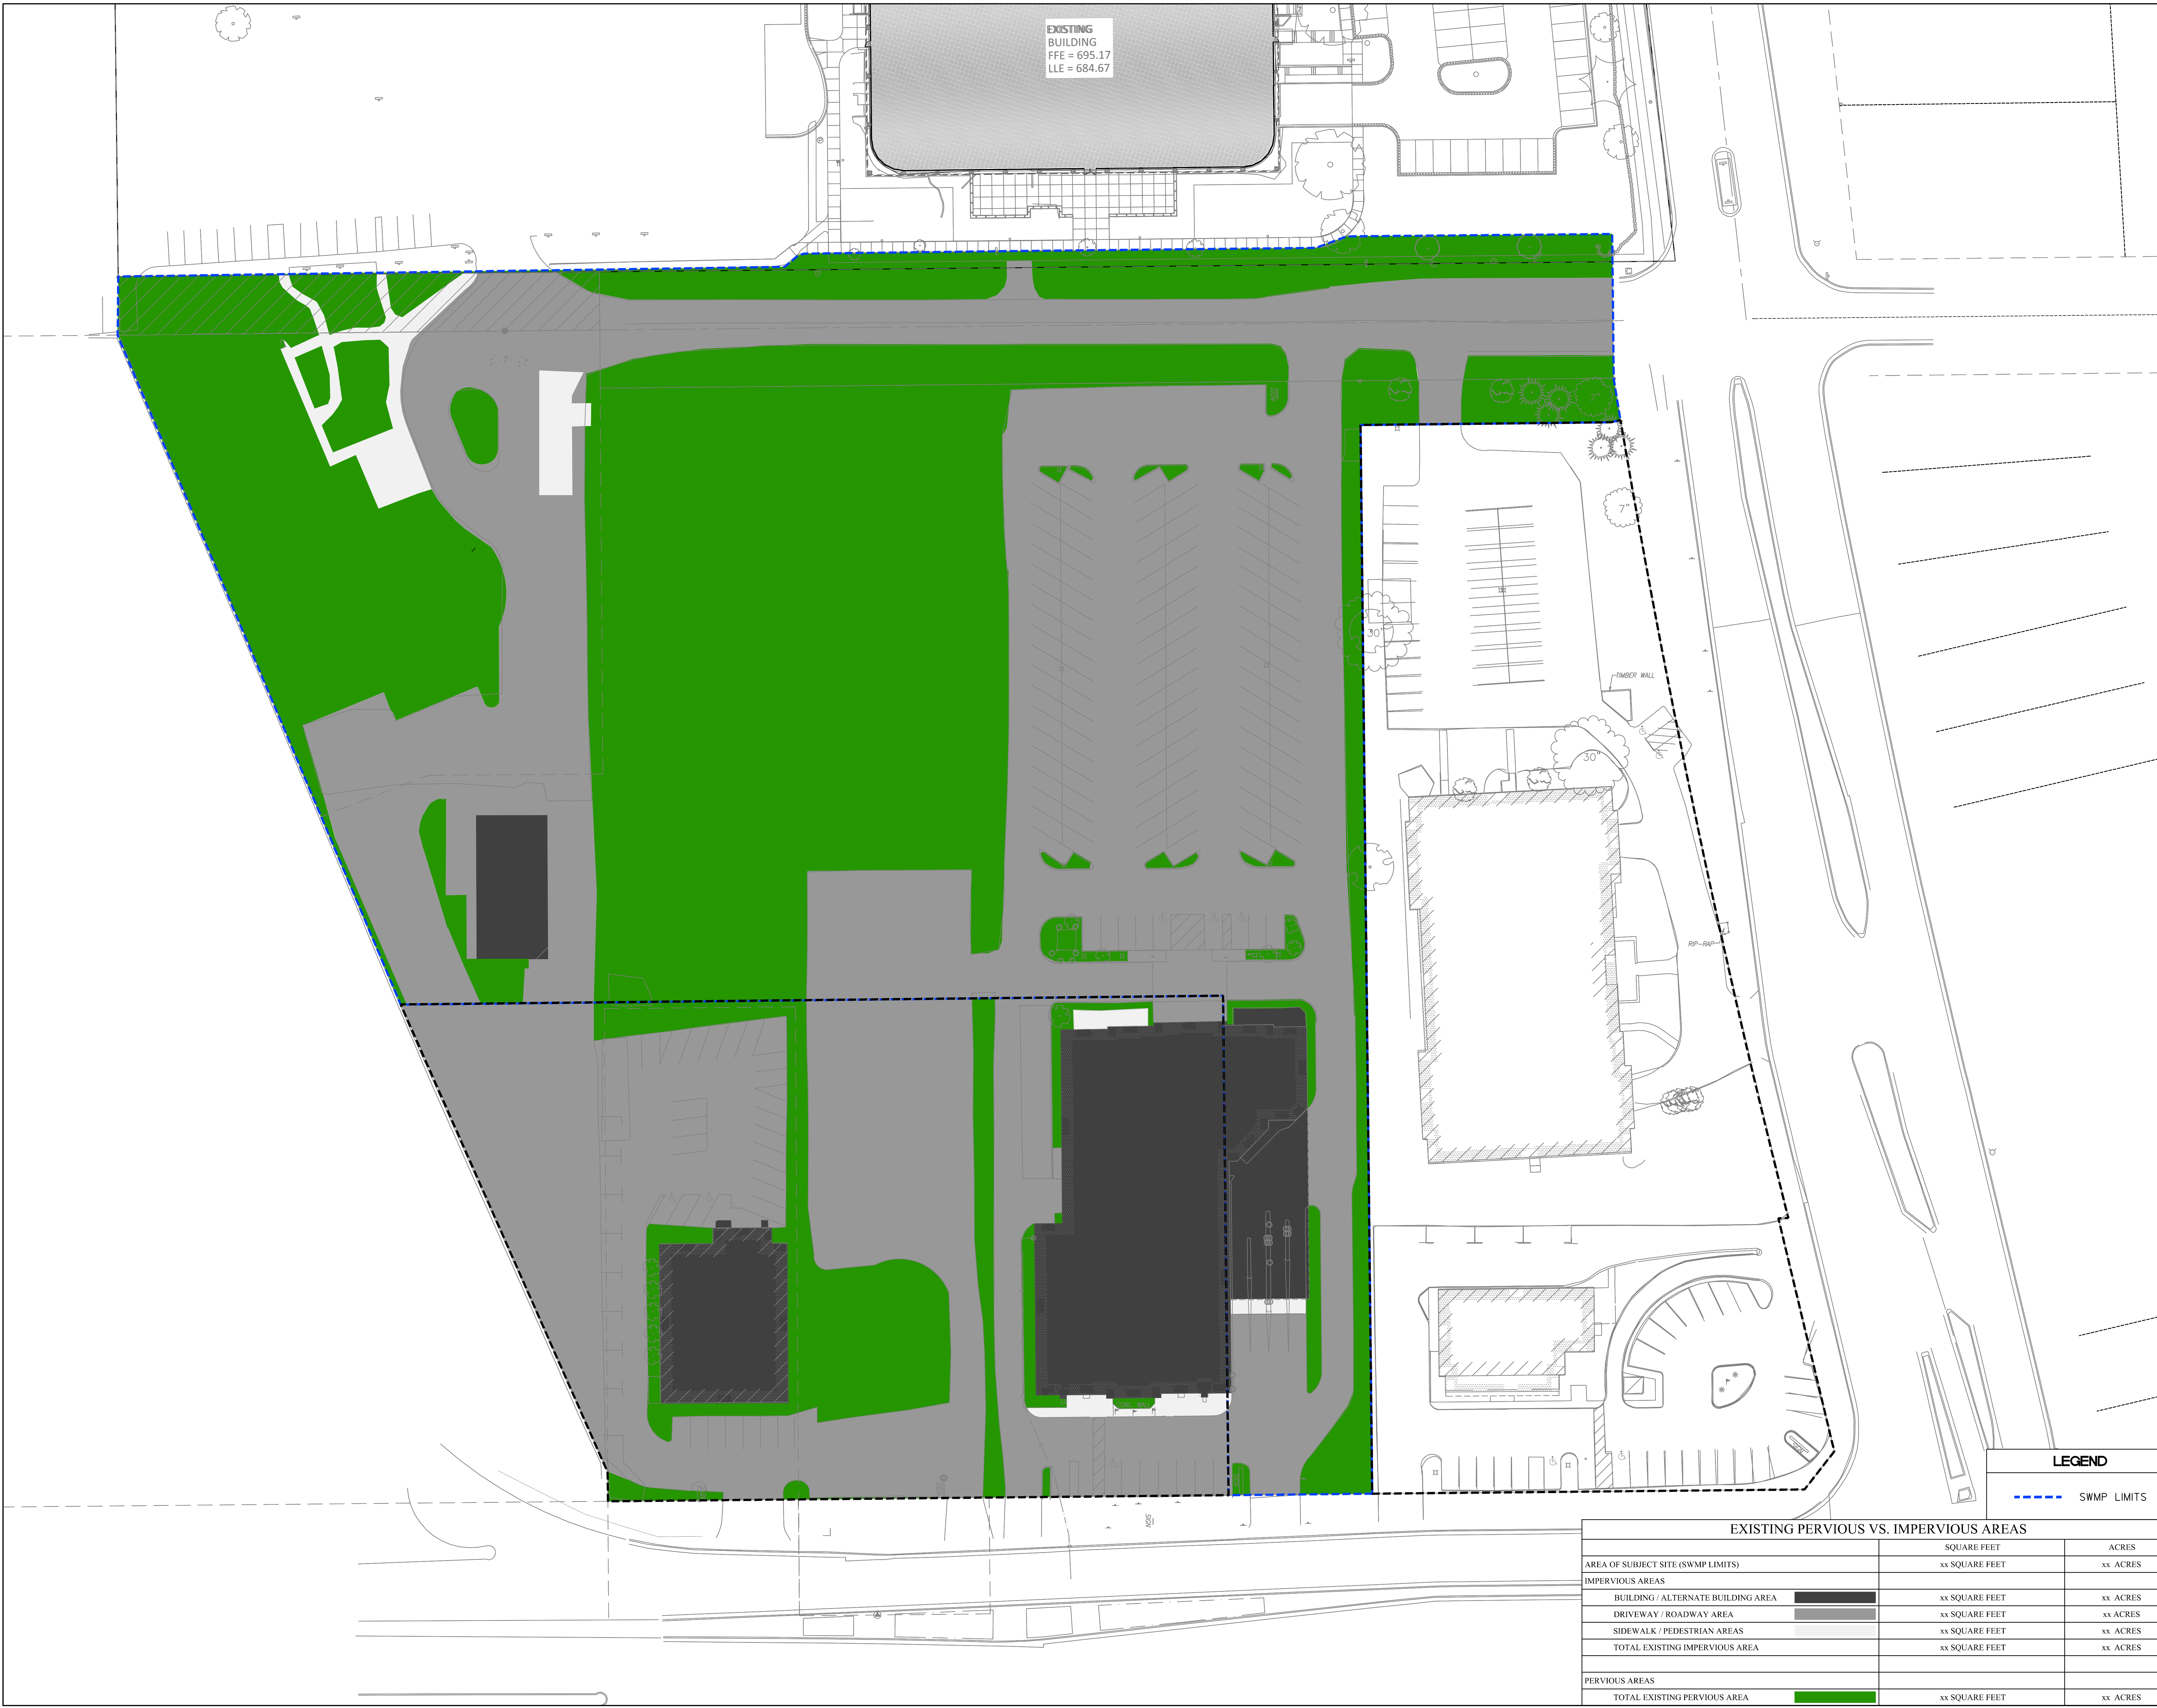 EXISTING
BUILDING
FFE = 695.17
LLE = 684.67
7"
7"
30"
TIMBER WALL
30"
RIP-RAP
SIGN
LEGEND
SWMP LIMITS
EXISTING PERVIOUS VS. IMPERVIOUS AREAS
SQUARE FEET ACRES
AREA OF SUBJECT SITE (SWMP LIMITS) xx SQUARE FEET xx ACRES
IMPERVIOUS AREAS
BUILDING / ALTERNATE BUILDING AREA xx SQUARE FEET xx ACRES
DRIVEWAY / ROADWAY AREA xx SQUARE FEET xx ACRES
SIDEWALK / PEDESTRIAN AREAS xx SQUARE FEET xx ACRES
TOTAL EXISTING IMPERVIOUS AREA xx SQUARE FEET xx ACRES
PERVIOUS AREAS
TOTAL EXISTING PERVIOUS AREA xx SQUARE FEET xx ACRES